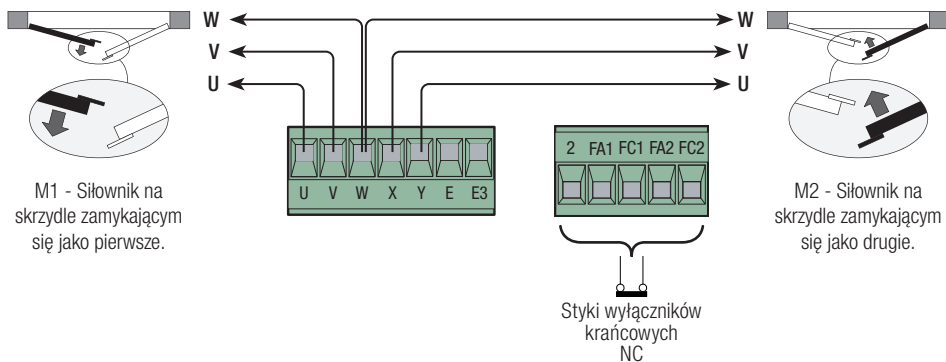 W
V
U
W
V
U
U V W X Y E E3
2 FA1 FC1 FA2 FC2
M1 - Siłownik na
skrzydle zamykającym
się jako pierwsze.
M2 - Siłownik na
skrzydle zamykającym
się jako drugie.
Styki wyłączników
krańcowych
NC